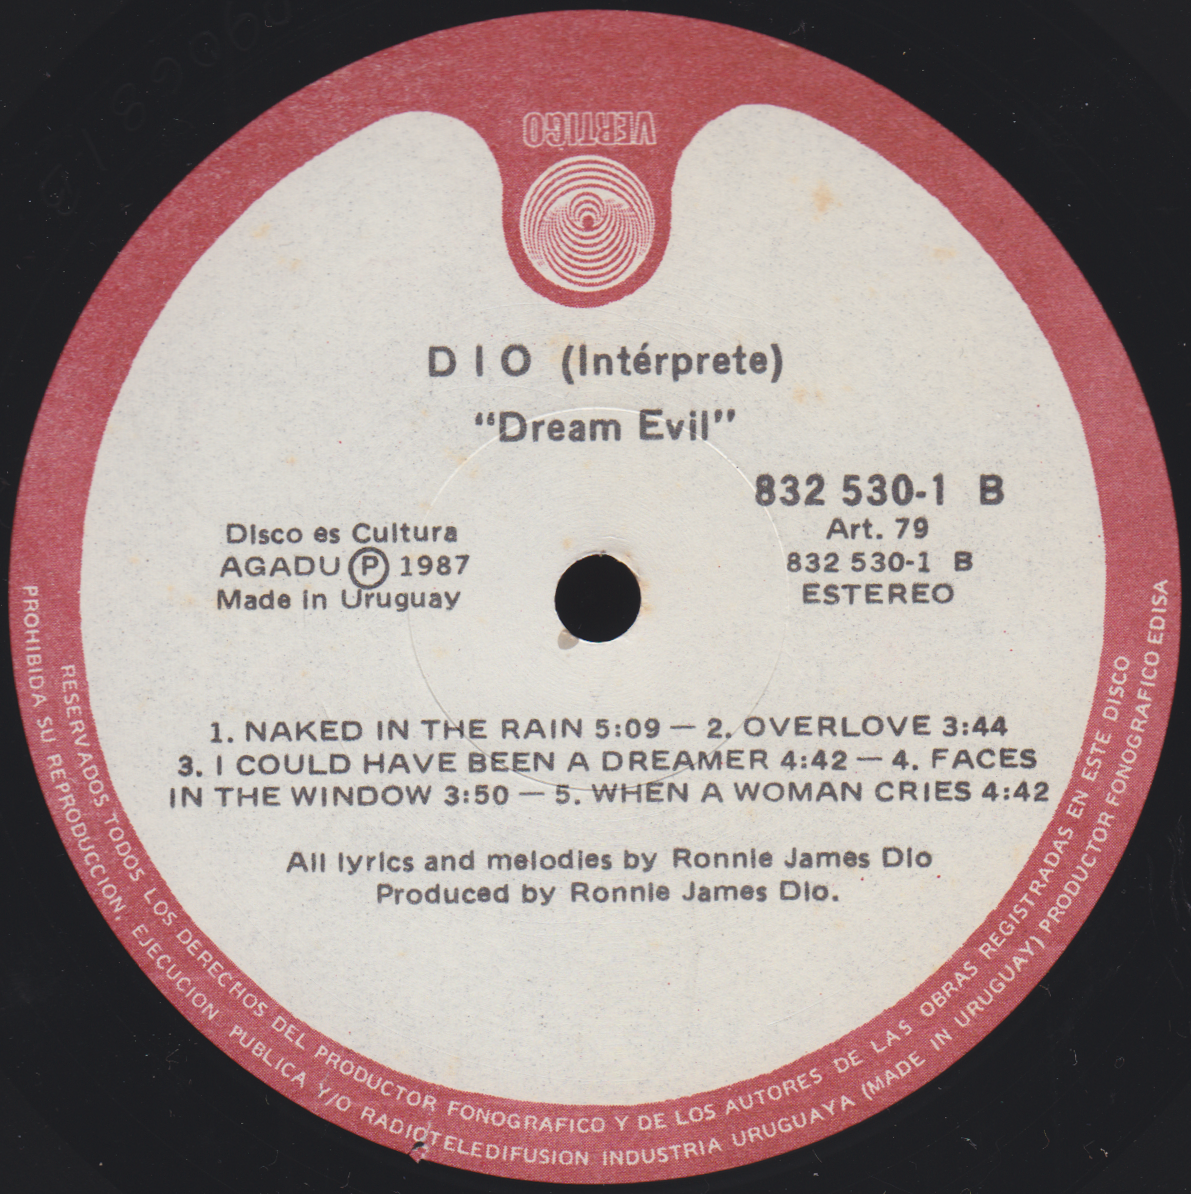 VERTIGO
DIO (Intérprete)
"Dream Evil"
832 530-1 B
Art. 79
832 530-1 B
ESTEREO
Disco es Cultura
AGADU Ⓟ 1987
Made in Uruguay
1. NAKED IN THE RAIN 5:09 — 2. OVERLOVE 3:44
3. I COULD HAVE BEEN A DREAMER 4:42 — 4. FACES
IN THE WINDOW 3:50 — 5. WHEN A WOMAN CRIES 4:42
All lyrics and melodies by Ronnie James Dio
Produced by Ronnie James Dio.
RESERVADOS TODOS LOS DERECHOS DEL PRODUCTOR FONOGRAFICO Y DE LOS AUTORES DE LAS OBRAS REGISTRADAS EN ESTE DISCO
PROHIBIDA SU REPRODUCCION, EJECUCION PUBLICA Y/O RADIOTELEDIFUSION INDUSTRIA URUGUAYA (MADE IN URUGUAY) PRODUCTOR FONOGRAFICO EDISA